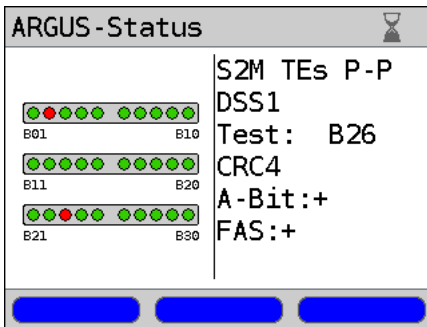 ARGUS-Status
B01 B10
B11 B20
B21 B30
S2M TEs P-P
DSS1
Test: B26
CRC4
A-Bit:+
FAS:+